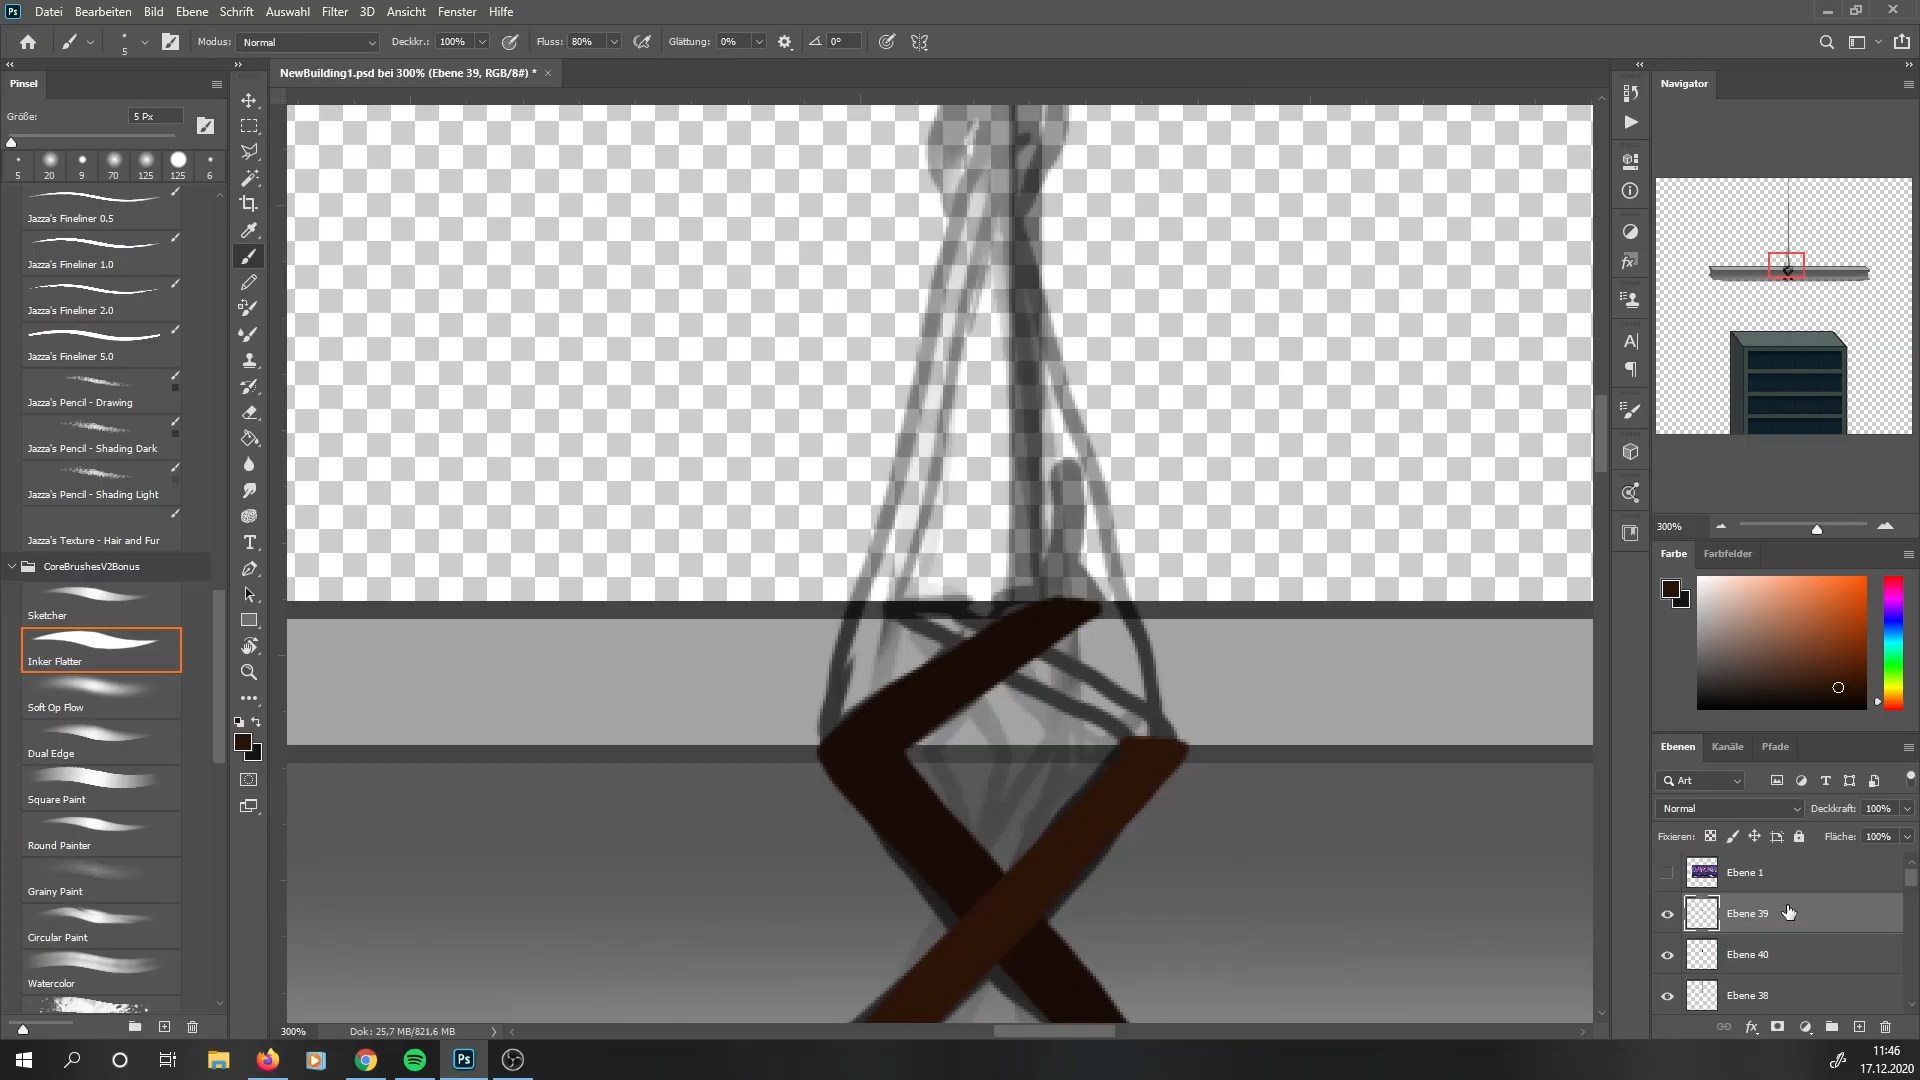 Ps Datei Bearbeiten Bild Ebene Schrift Auswahl Filter 3D Ansicht Fenster Hilfe
5 Modus: Normal Deckkr.: 100% Fluss: 80% Glättung: 0% 0°
Pinsel
NewBuilding1.psd bei 300% (Ebene 39, RGB/8#) * ×
Navigator
Größe: 5 Px
5 20 9 70 125 125 6
Jazza's Fineliner 0.5
Jazza's Fineliner 1.0
Jazza's Fineliner 2.0
Jazza's Fineliner 5.0
Jazza's Pencil - Drawing
Jazza's Pencil - Shading Dark
Jazza's Pencil - Shading Light
Jazza's Texture - Hair and Fur
CoreBrushesV2Bonus
Sketcher
Inker Flatter
Soft Op Flow
Dual Edge
Square Paint
Round Painter
Grainy Paint
Circular Paint
Watercolor
300%
Farbe Farbfelder
Ebenen Kanäle Pfade
Art
Normal Deckkraft: 100%
Fixieren: Fläche: 100%
Ebene 1
Ebene 39
Ebene 40
Ebene 38
fx
300% Dok: 25,7 MB/821,6 MB
Ps
11:46
17.12.2020